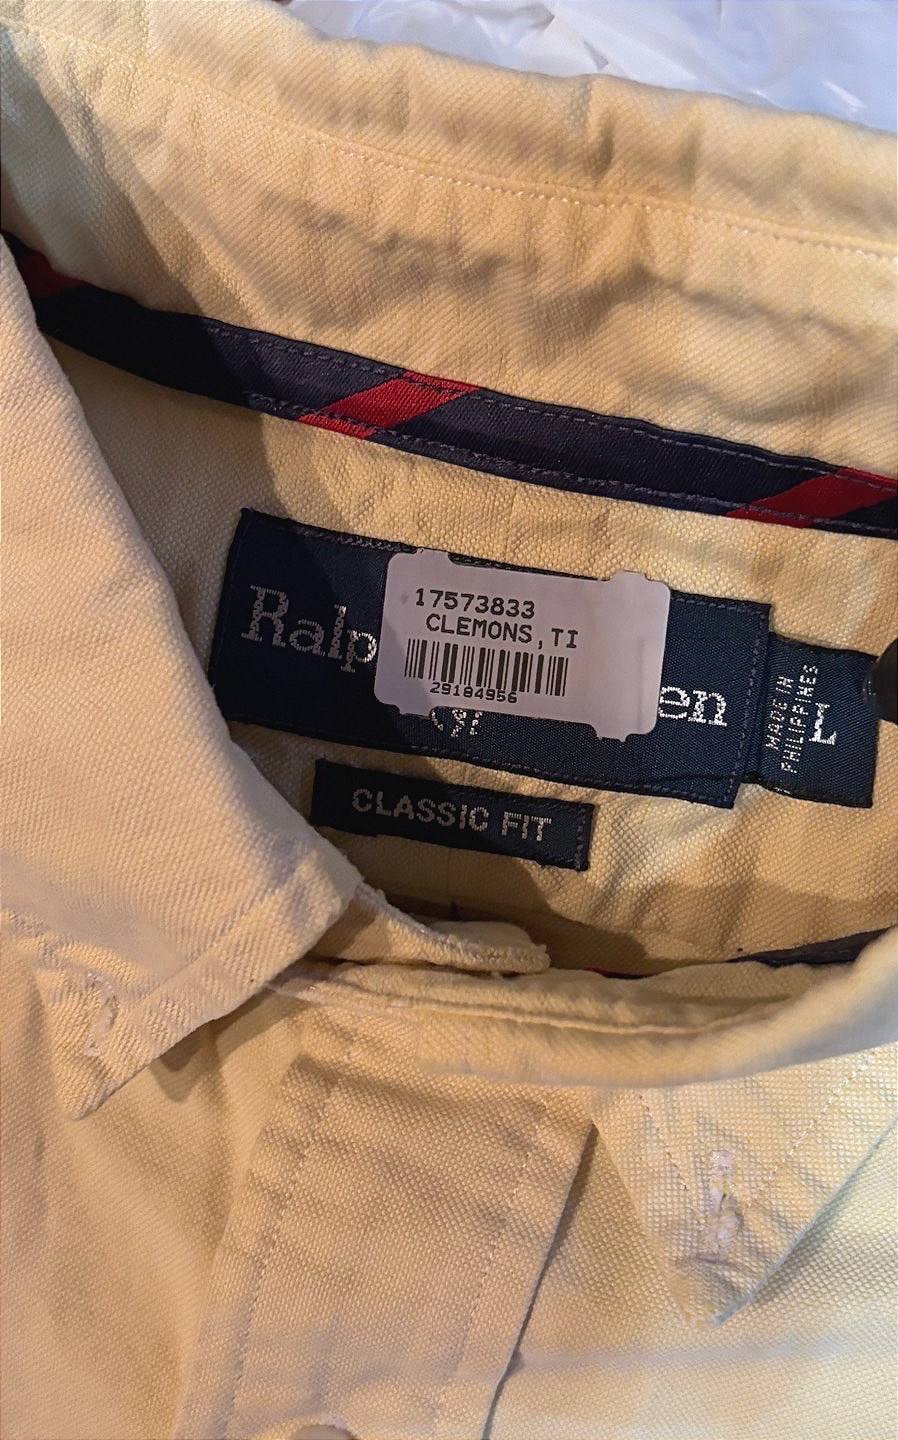 Ralp
17573833
CLEMONS,TI
29184956
en
MADE IN
PHILIPPINES
L
CLASSIC FIT